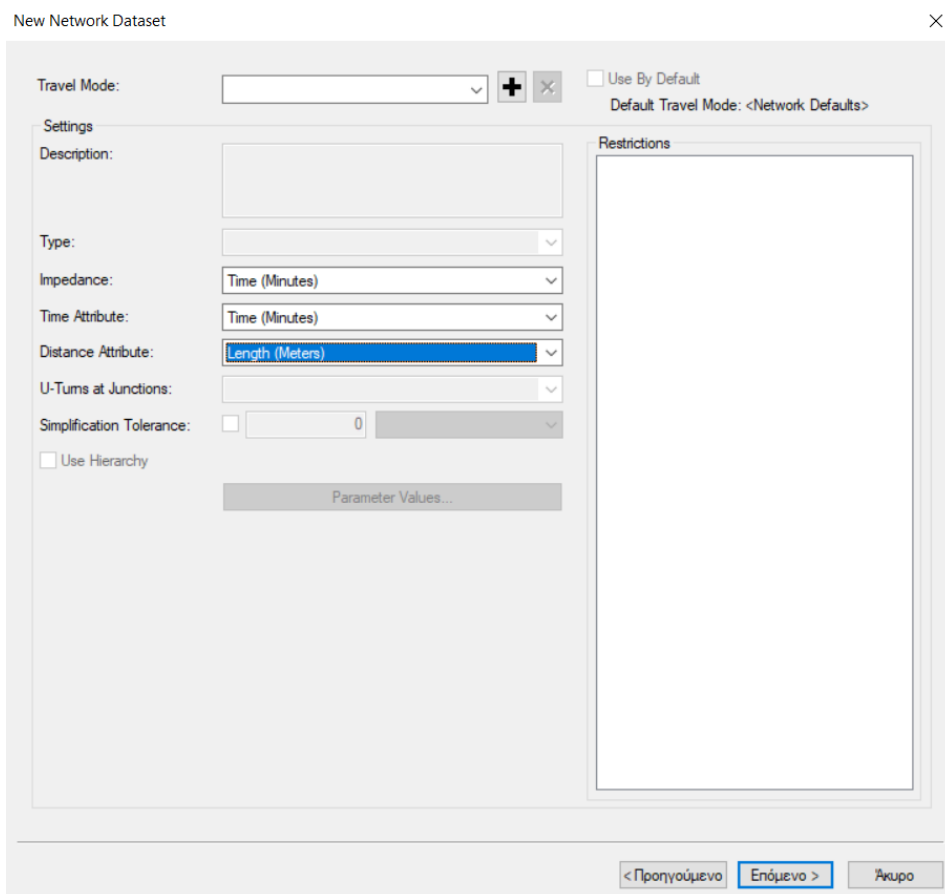 New Network Dataset
Travel Mode:
Use By Default
Default Travel Mode: <Network Defaults>
Settings
Description:
Type:
Impedance: Time (Minutes)
Time Attribute: Time (Minutes)
Distance Attribute: Length (Meters)
U-Turns at Junctions:
Simplification Tolerance: 0
Use Hierarchy
Parameter Values...
Restrictions
< Προηγούμενο Επόμενο > Άκυρο